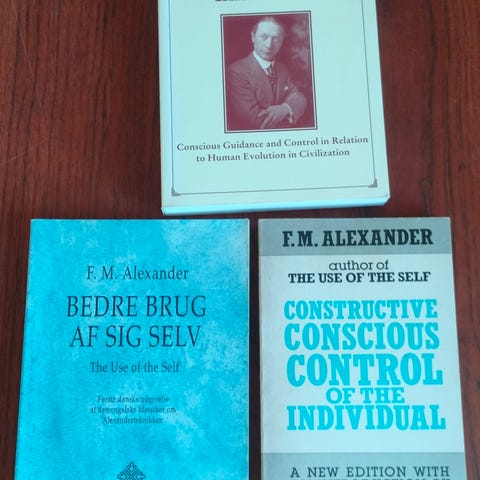 Conscious Guidance and Control in Relation
to Human Evolution in Civilization
F. M. Alexander
BEDRE BRUG
AF SIG SELV
The Use of the Self
Første danske udgivelse
af den engelske klassiker om
Alexanderteknikken
F.M. ALEXANDER
author of
THE USE OF THE SELF
CONSTRUCTIVE
CONSCIOUS
CONTROL
OF THE
INDIVIDUAL
A NEW EDITION WITH